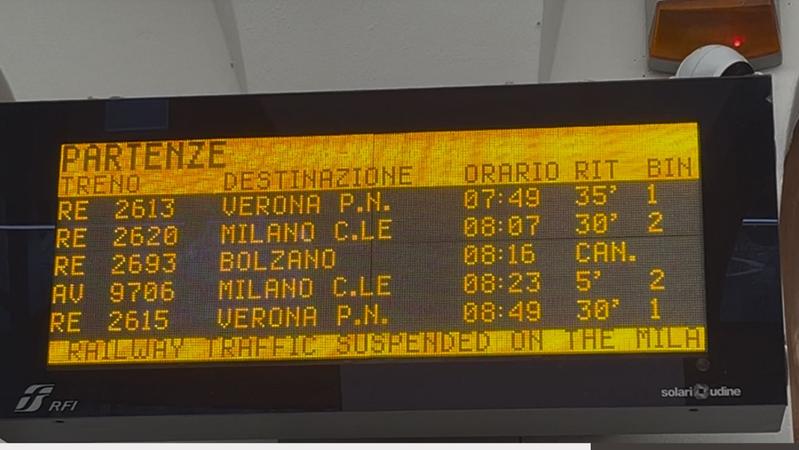 PARTENZE
TRENO DESTINAZIONE ORARIO RIT BIN
RE 2613 VERONA P.N. 07:49 35' 1
RE 2620 MILANO C.LE 08:07 30' 2
RE 2693 BOLZANO 08:16 CAN.
AV 9706 MILANO C.LE 08:23 5' 2
RE 2615 VERONA P.N. 08:49 30' 1
RAILWAY TRAFFIC SUSPENDED ON THE MILA
RFI
solari udine